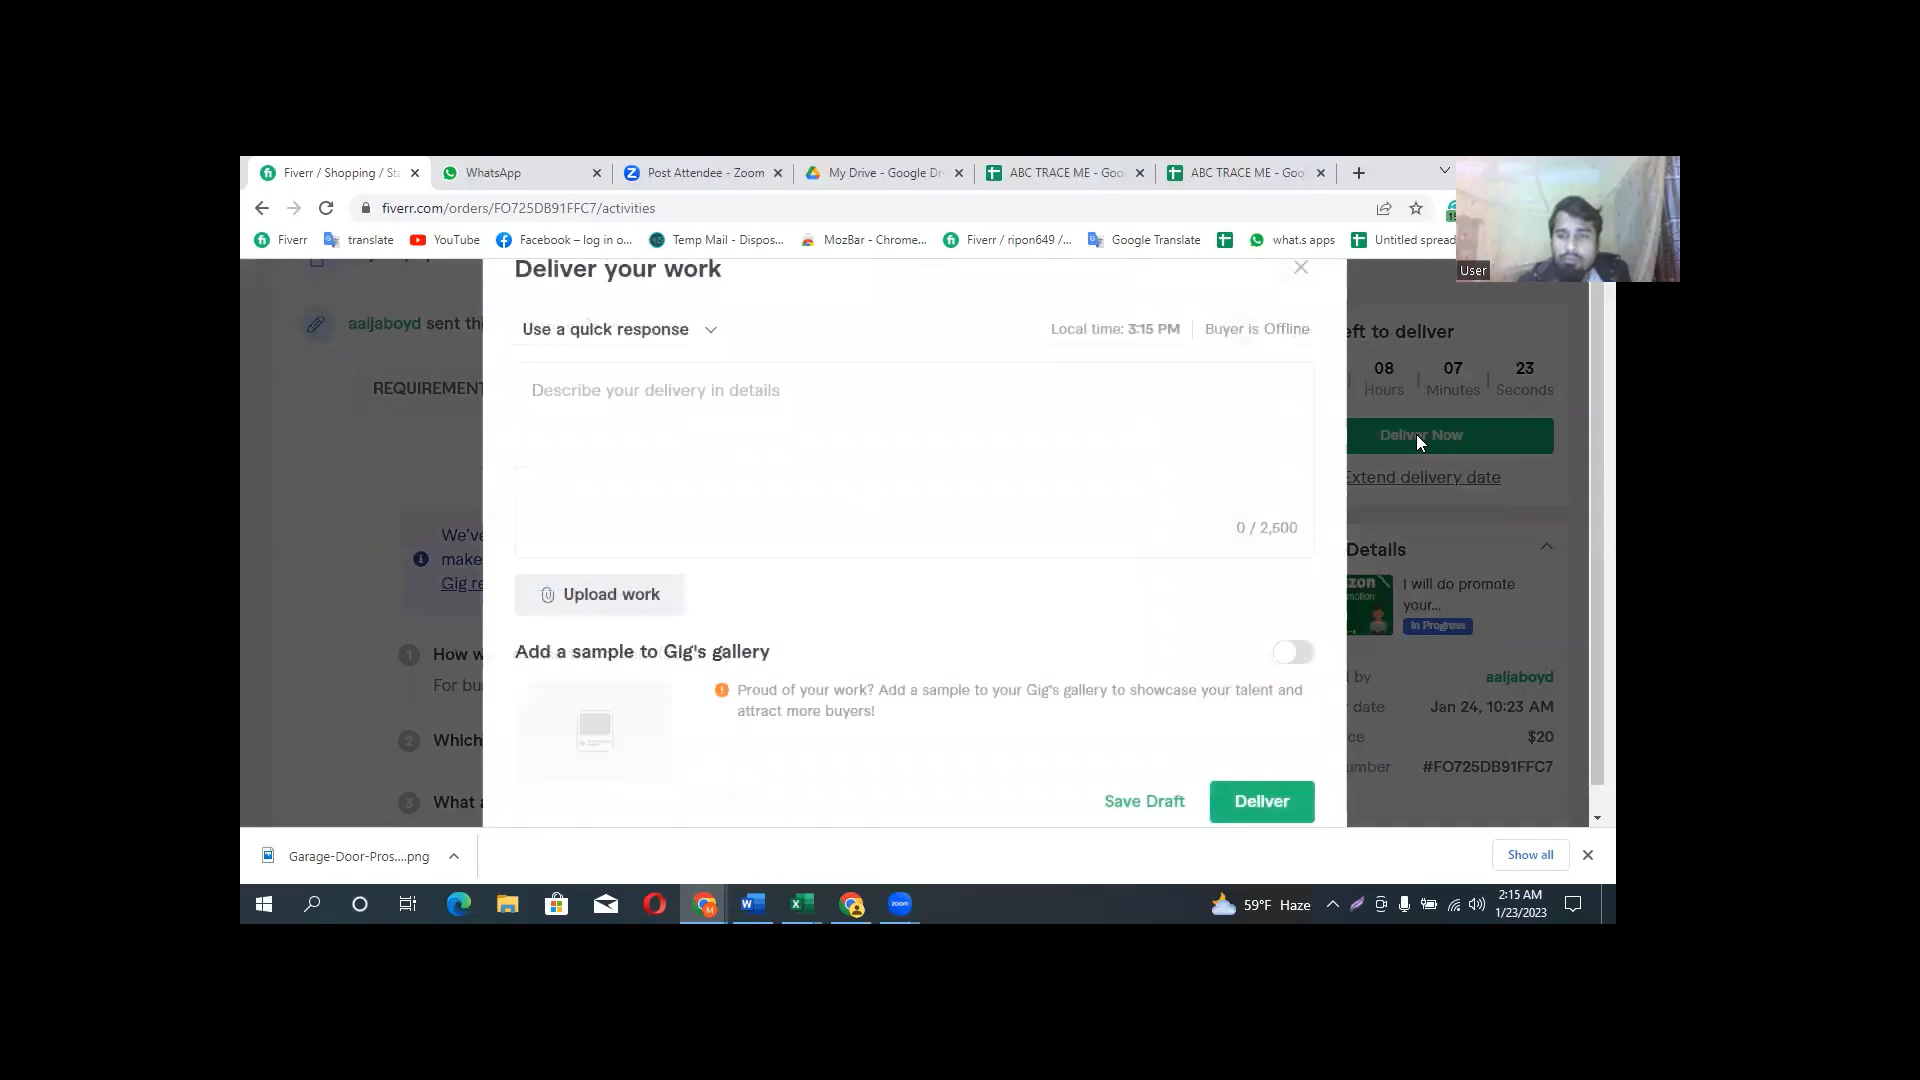 Fiverr / Shopping / Sta
WhatsApp
Post Attendee - Zoom
My Drive - Google Dr
ABC TRACE ME - Goo
ABC TRACE ME - Goo
fiverr.com/orders/FO725DB91FFC7/activities
Fiverr
translate
YouTube
Facebook – log in o...
Temp Mail - Dispos...
MozBar - Chrome...
Fiverr / ripon649 /...
Google Translate
what.s apps
Untitled spread
User
Deliver your work
aaljaboyd sent th
Use a quick response
Local time: 3:15 PM
Buyer is Offline
eft to deliver
REQUIREMENT
Describe your delivery in details
08
07
23
Hours
Minutes
Seconds
Deliver Now
Extend delivery date
0 / 2,500
We've
make
Gig re
Details
Upload work
I will do promote
your...
In Progress
How w
For bu
Add a sample to Gig's gallery
by
aaljaboyd
Proud of your work? Add a sample to your Gig's gallery to showcase your talent and
attract more buyers!
date
Jan 24, 10:23 AM
1
2
Which
$20
umber
#FO725DB91FFC7
3
What a
Save Draft
Deliver
Garage-Door-Pros....png
Show all
59°F Haze
2:15 AM
1/23/2023
zoom